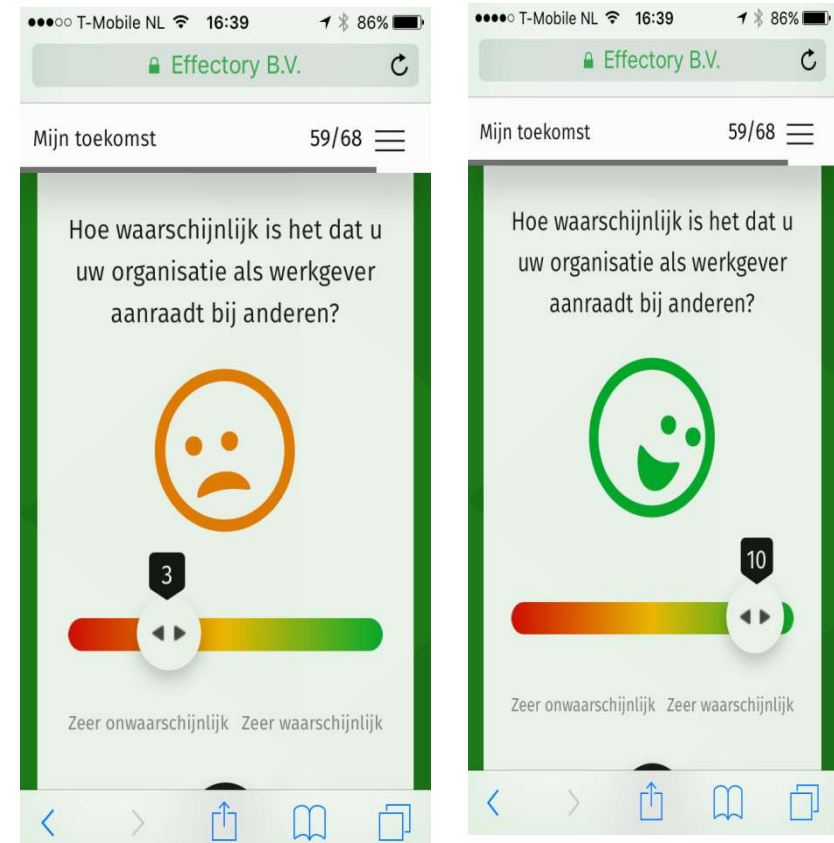 T-Mobile NL 16:39 86%
Effectory B.V.
Mijn toekomst 59/68
Hoe waarschijnlijk is het dat u
uw organisatie als werkgever
aanraadt bij anderen?
3
Zeer onwaarschijnlijk Zeer waarschijnlijk
T-Mobile NL 16:39 86%
Effectory B.V.
Mijn toekomst 59/68
Hoe waarschijnlijk is het dat u
uw organisatie als werkgever
aanraadt bij anderen?
10
Zeer onwaarschijnlijk Zeer waarschijnlijk